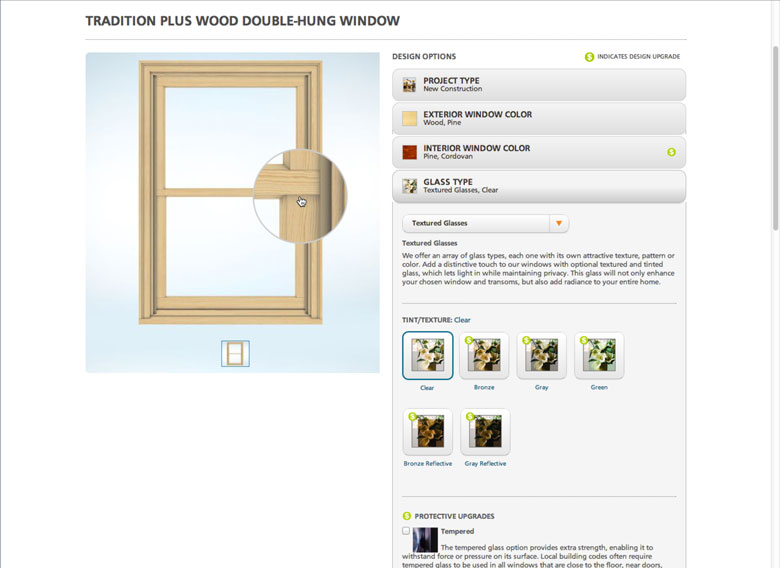 TRADITION PLUS WOOD DOUBLE-HUNG WINDOW
DESIGN OPTIONS
$ INDICATES DESIGN UPGRADE
PROJECT TYPE
New Construction
EXTERIOR WINDOW COLOR
Wood, Pine
INTERIOR WINDOW COLOR
Pine, Cordovan
$
GLASS TYPE
Textured Glasses, Clear
Textured Glasses
Textured Glasses
We offer an array of glass types, each one with its own attractive texture, pattern or
color. Add a distinctive touch to our windows with optional textured and tinted
glass, which lets light in while maintaining privacy. This glass will not only enhance
your chosen window and transoms, but also add radiance to your entire home.
TINT/TEXTURE: Clear
$ $ $
Clear Bronze Gray Green
$ $
Bronze Reflective Gray Reflective
$ PROTECTIVE UPGRADES
Tempered
The tempered glass option provides extra strength, enabling it to
withstand force or pressure on its surface. Local building codes often require
tempered glass to be used in all windows that are close to the floor, near doors,